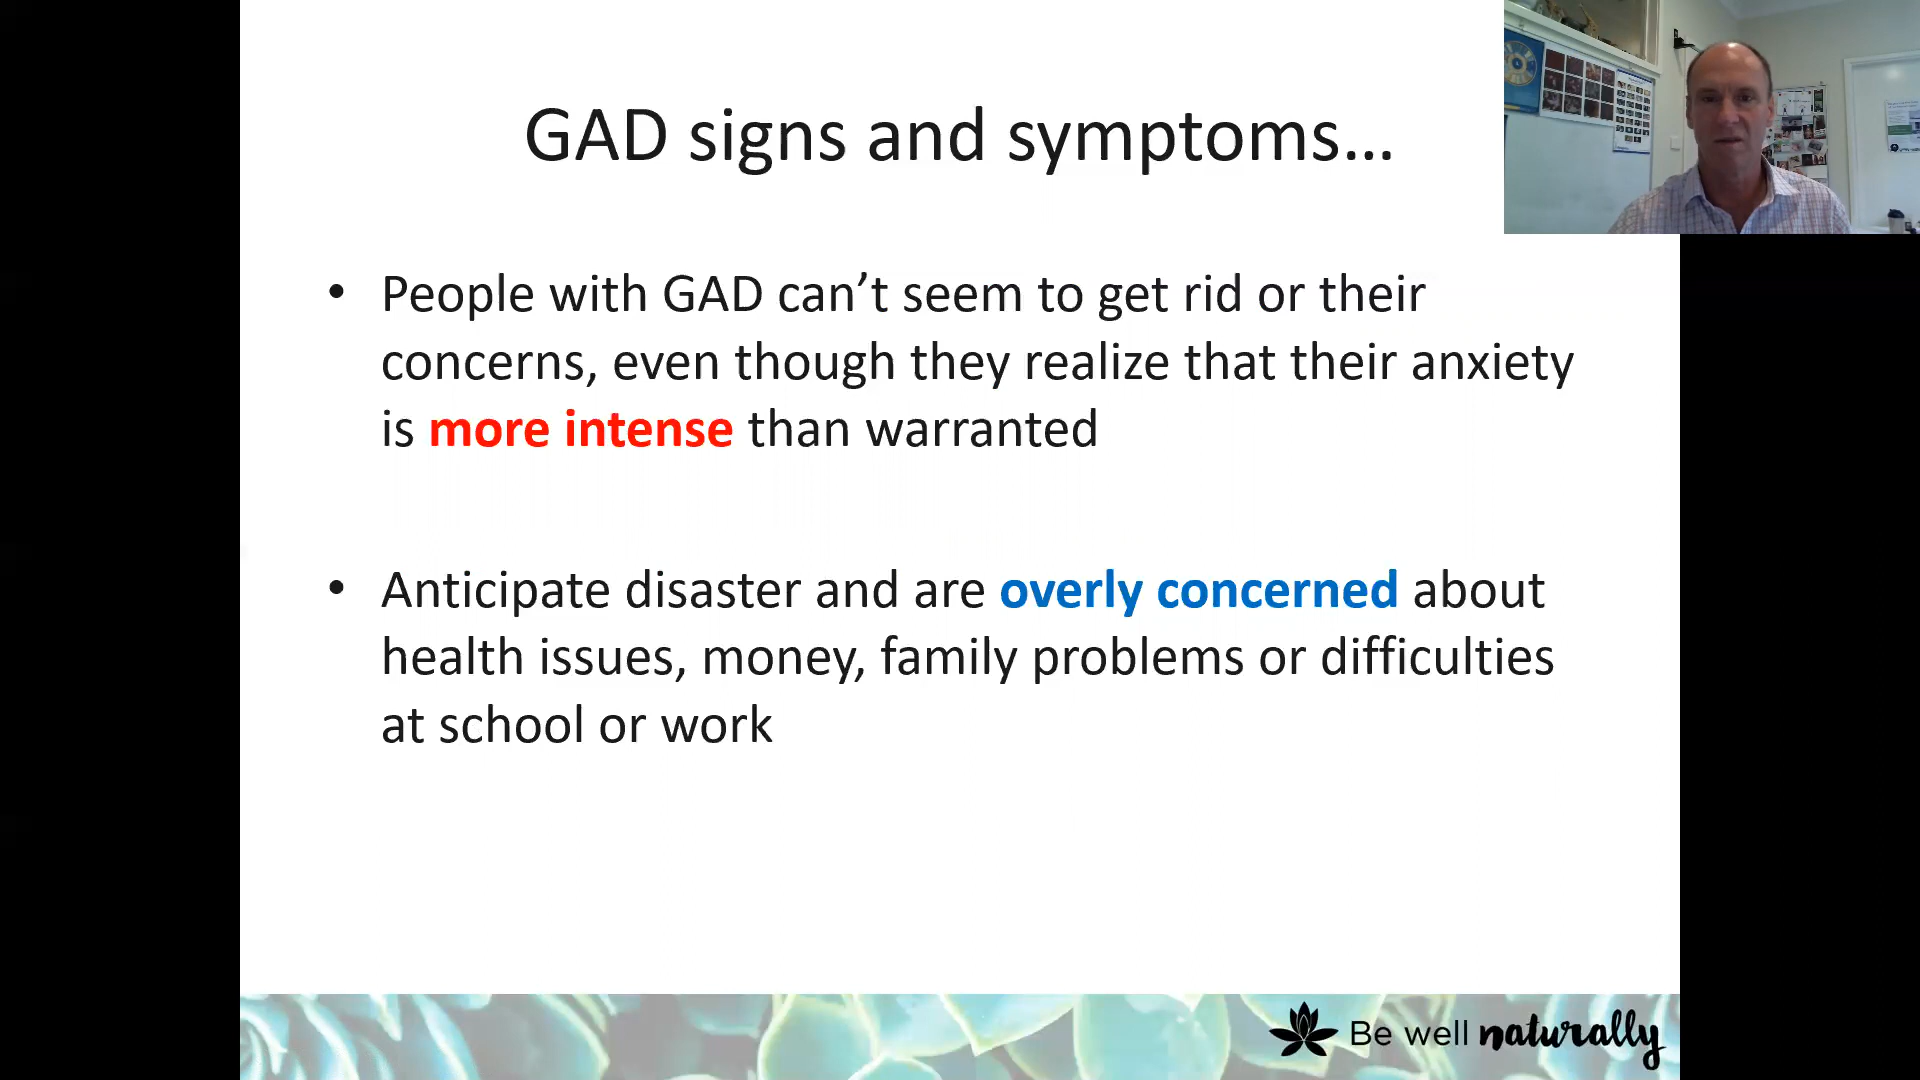 GAD signs and symptoms...
• People with GAD can’t seem to get rid or their
concerns, even though they realize that their anxiety
is more intense than warranted
• Anticipate disaster and are overly concerned about
health issues, money, family problems or difficulties
at school or work
Be well naturally